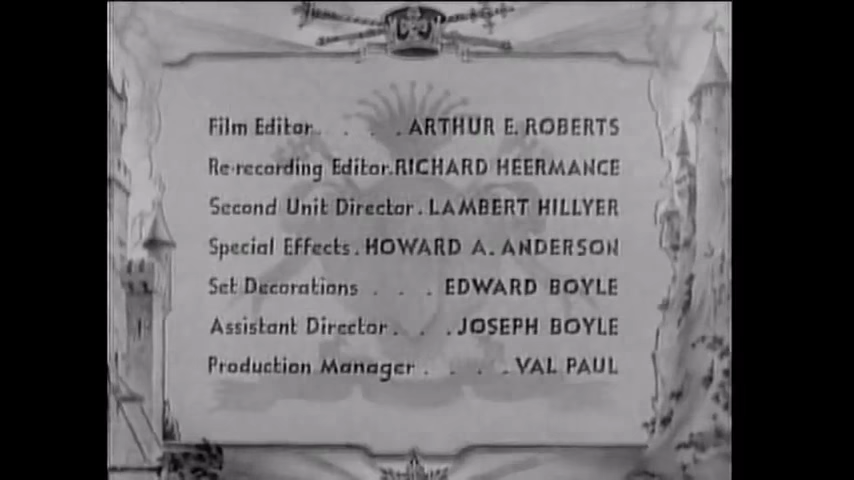 Film Editor. . . . ARTHUR E. ROBERTS
Re-recording Editor. RICHARD HEERMANCE
Second Unit Director. LAMBERT HILLYER
Special Effects. HOWARD A. ANDERSON
Set Decorations . . . EDWARD BOYLE
Assistant Director. . . JOSEPH BOYLE
Production Manager . . . . VAL PAUL